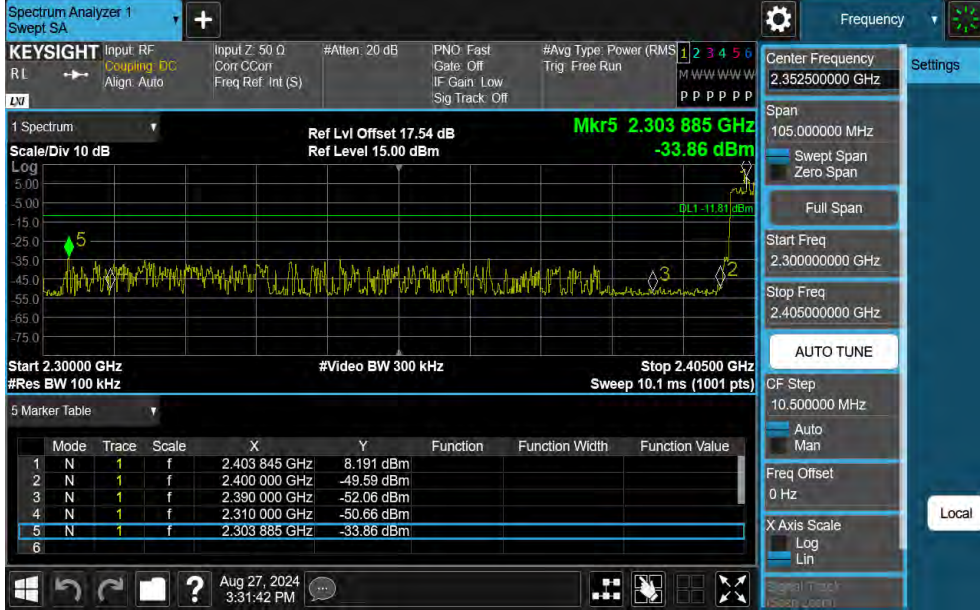 Spectrum Analyzer 1
Swept SA
Frequency
KEYSIGHT Input: RF Input Z: 50 Ω #Atten: 20 dB PNO: Fast #Avg Type: Power (RMS 1 2 3 4 5 6
RL Coupling: DC Corr CCorr Gate: Off Trig: Free Run M W W W W W
Align: Auto Freq Ref: Int (S) IF Gain: Low
LXI Sig Track: Off P P P P P P
Center Frequency
2.352500000 GHz
Settings
Span
105.000000 MHz
Swept Span
Zero Span
Full Span
Start Freq
2.300000000 GHz
Stop Freq
2.405000000 GHz
AUTO TUNE
CF Step
10.500000 MHz
Auto
Man
Freq Offset
0 Hz
X Axis Scale
Log
Lin
Signal Track
(Span Zoom)
Local
1 Spectrum
Scale/Div 10 dB
Ref Lvl Offset 17.54 dB
Ref Level 15.00 dBm
Mkr5 2.303 885 GHz
-33.86 dBm
Log
5.00
-5.00
-15.0
-25.0
-35.0
-45.0
-55.0
-65.0
-75.0
DL1 -11.81 dBm
5
3
2
Start 2.30000 GHz #Video BW 300 kHz Stop 2.40500 GHz
#Res BW 100 kHz Sweep 10.1 ms (1001 pts)
5 Marker Table
Mode Trace Scale X Y Function Function Width Function Value
1 N 1 f 2.403 845 GHz 8.191 dBm
2 N 1 f 2.400 000 GHz -49.59 dBm
3 N 1 f 2.390 000 GHz -52.06 dBm
4 N 1 f 2.310 000 GHz -50.66 dBm
5 N 1 f 2.303 885 GHz -33.86 dBm
6
?
Aug 27, 2024
3:31:42 PM